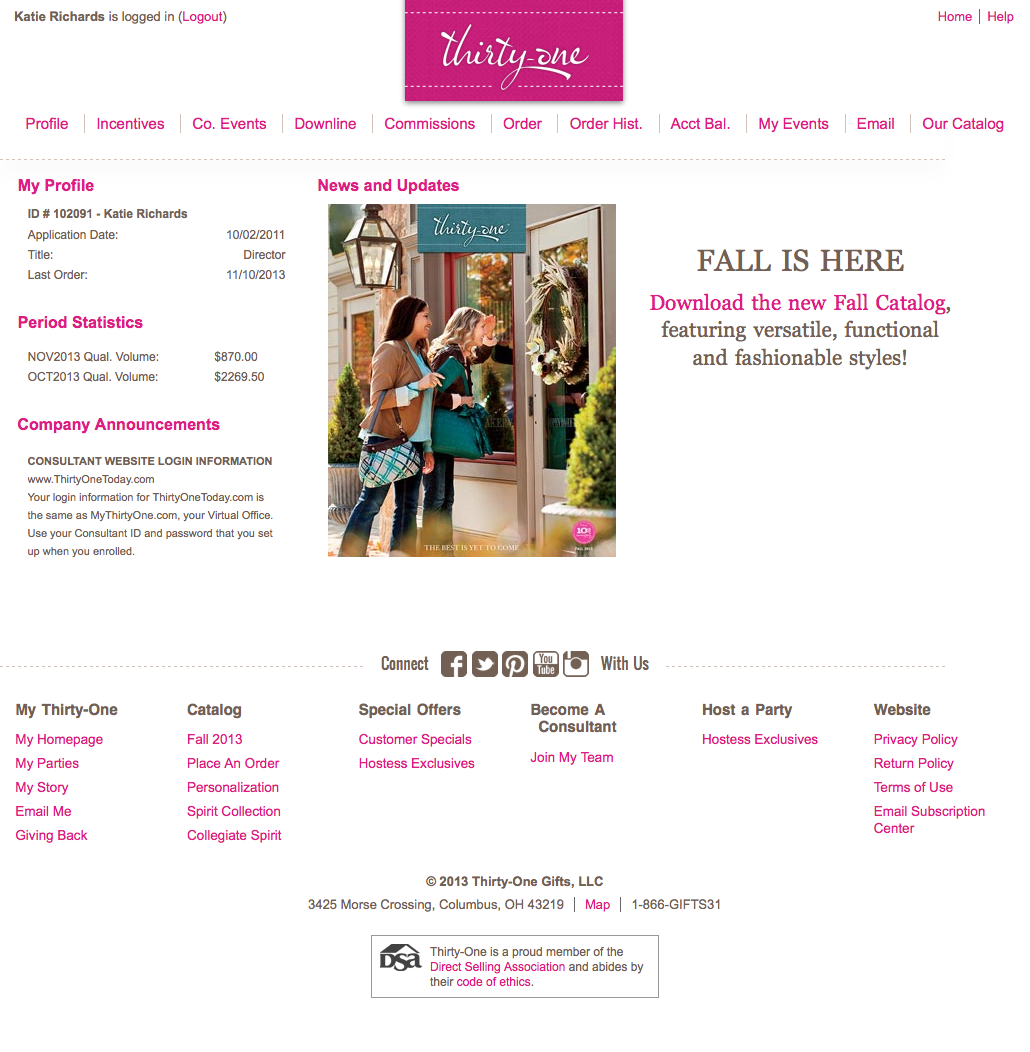 Katie Richards is logged in (Logout)
Home | Help
thirty-one
Profile | Incentives | Co. Events | Downline | Commissions | Order | Order Hist. | Acct Bal. | My Events | Email | Our Catalog
My Profile
ID # 102091 - Katie Richards
Application Date: 10/02/2011
Title: Director
Last Order: 11/10/2013
Period Statistics
NOV2013 Qual. Volume: $870.00
OCT2013 Qual. Volume: $2269.50
Company Announcements
CONSULTANT WEBSITE LOGIN INFORMATION
www.ThirtyOneToday.com
Your login information for ThirtyOneToday.com is
the same as MyThirtyOne.com, your Virtual Office.
Use your Consultant ID and password that you set
up when you enrolled.
News and Updates
thirty-one
THE BEST IS YET TO COME
FALL IS HERE
Download the new Fall Catalog,
featuring versatile, functional
and fashionable styles!
Connect
You
Tube
With Us
My Thirty-One
My Homepage
My Parties
My Story
Email Me
Giving Back
Catalog
Fall 2013
Place An Order
Personalization
Spirit Collection
Collegiate Spirit
Special Offers
Customer Specials
Hostess Exclusives
Become A
Consultant
Join My Team
Host a Party
Hostess Exclusives
Website
Privacy Policy
Return Policy
Terms of Use
Email Subscription
Center
© 2013 Thirty-One Gifts, LLC
3425 Morse Crossing, Columbus, OH 43219 | Map | 1-866-GIFTS31
DSA
Thirty-One is a proud member of the
Direct Selling Association and abides by
their code of ethics.